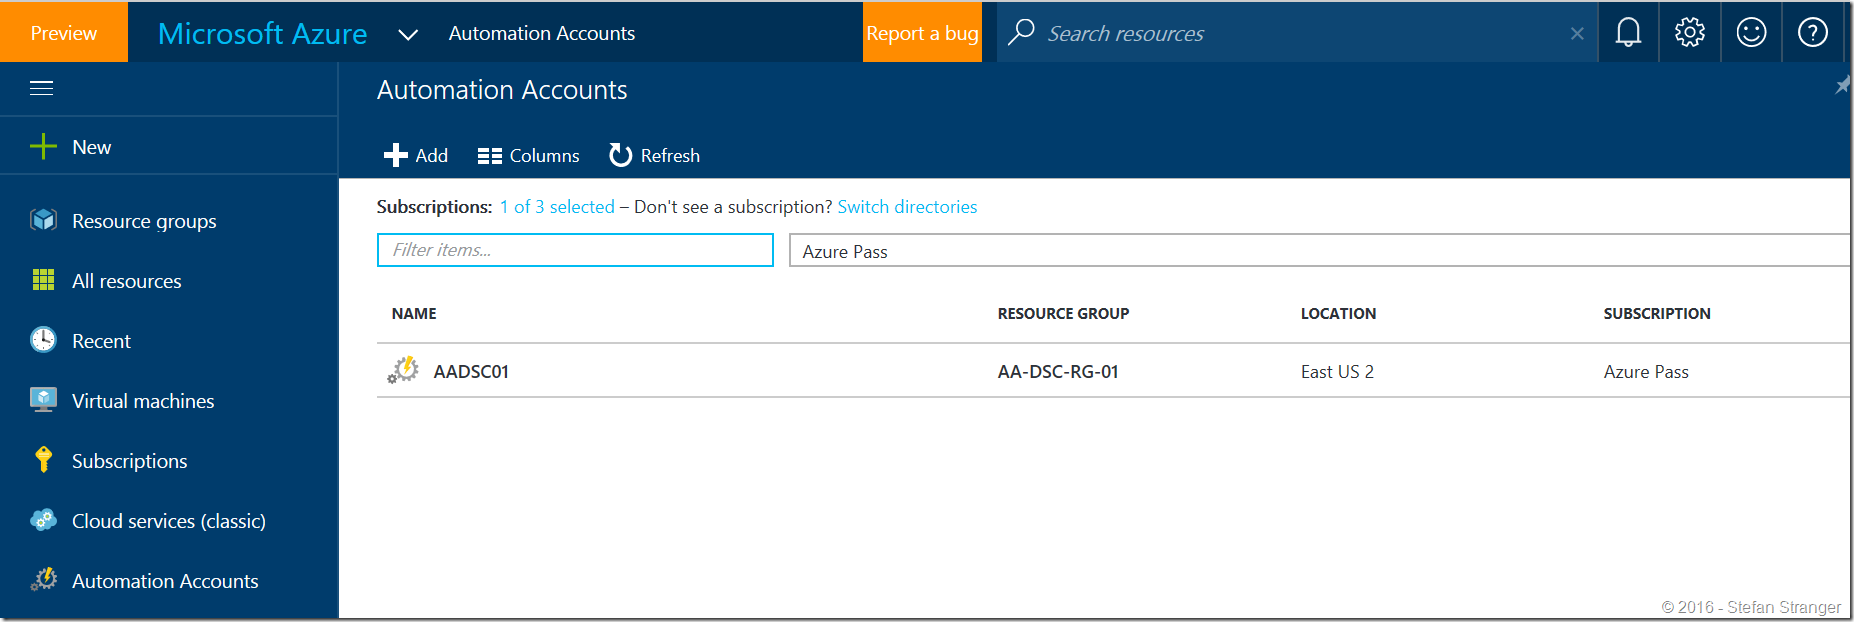 Preview Microsoft Azure Automation Accounts Report a bug Search resources
Automation Accounts
New
Add Columns Refresh
Subscriptions: 1 of 3 selected – Don't see a subscription? Switch directories
Resource groups
Filter items... Azure Pass
All resources
NAME RESOURCE GROUP LOCATION SUBSCRIPTION
Recent
AADSC01 AA-DSC-RG-01 East US 2 Azure Pass
Virtual machines
Subscriptions
Cloud services (classic)
Automation Accounts
© 2016 - Stefan Stranger